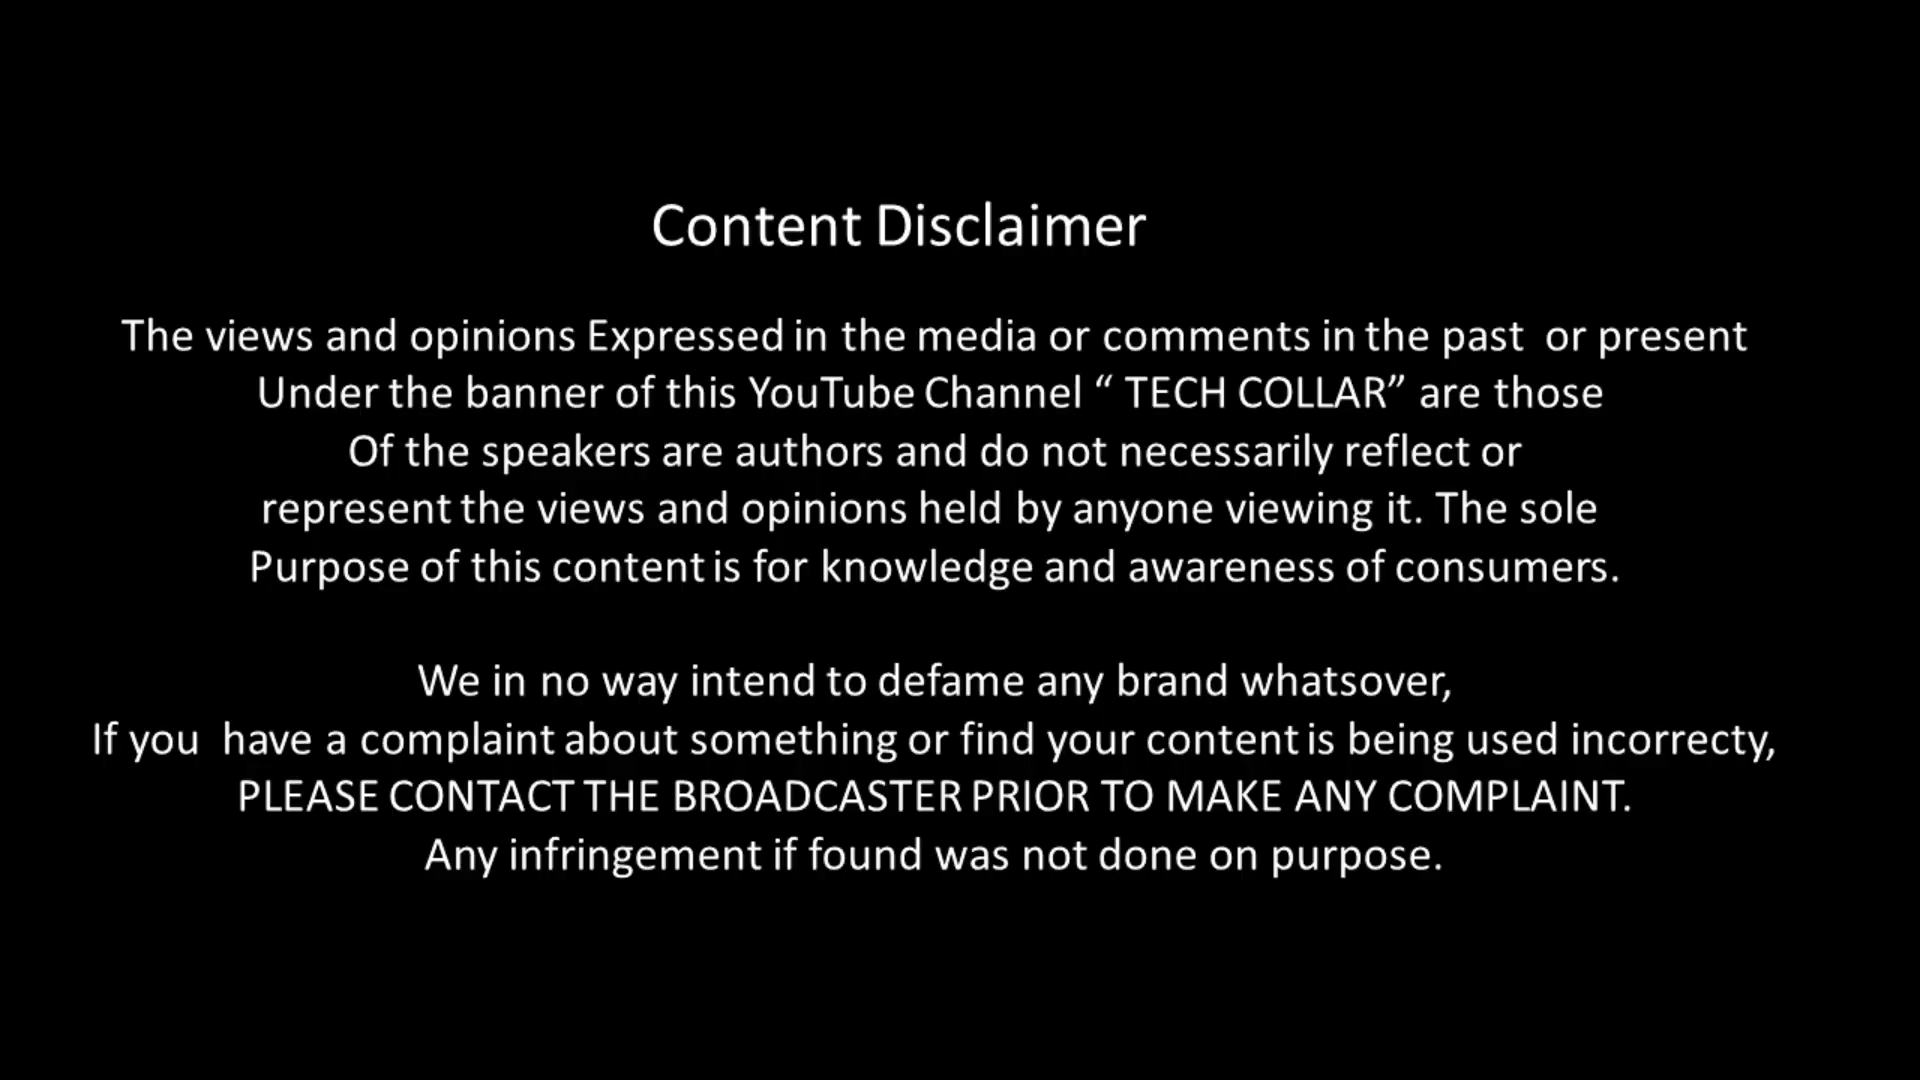 Content Disclaimer
The views and opinions Expressed in the media or comments in the past  or present
Under the banner of this YouTube Channel “ TECH COLLAR” are those
Of the speakers are authors and do not necessarily reflect or
represent the views and opinions held by anyone viewing it. The sole
Purpose of this content is for knowledge and awareness of consumers.
We in no way intend to defame any brand whatsover,
If you  have a complaint about something or find your content is being used incorrecty,
PLEASE CONTACT THE BROADCASTER PRIOR TO MAKE ANY COMPLAINT.
Any infringement if found was not done on purpose.